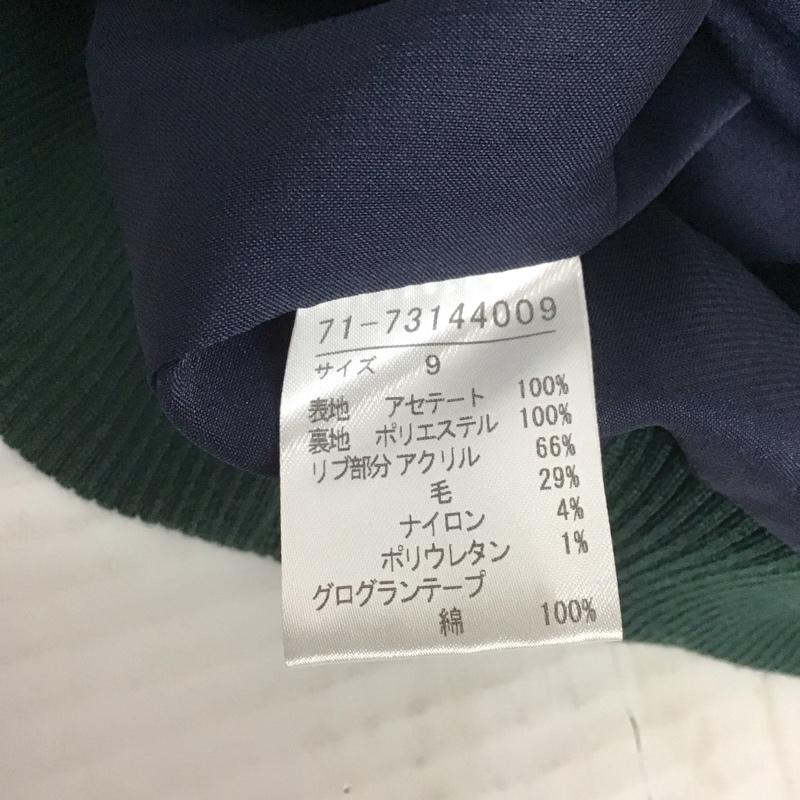 71-73144009
サイズ 9
表地 アセテート 100%
裏地 ポリエステル 100%
リブ部分 アクリル 66%
毛 29%
ナイロン 4%
ポリウレタン 1%
グログランテープ
綿 100%